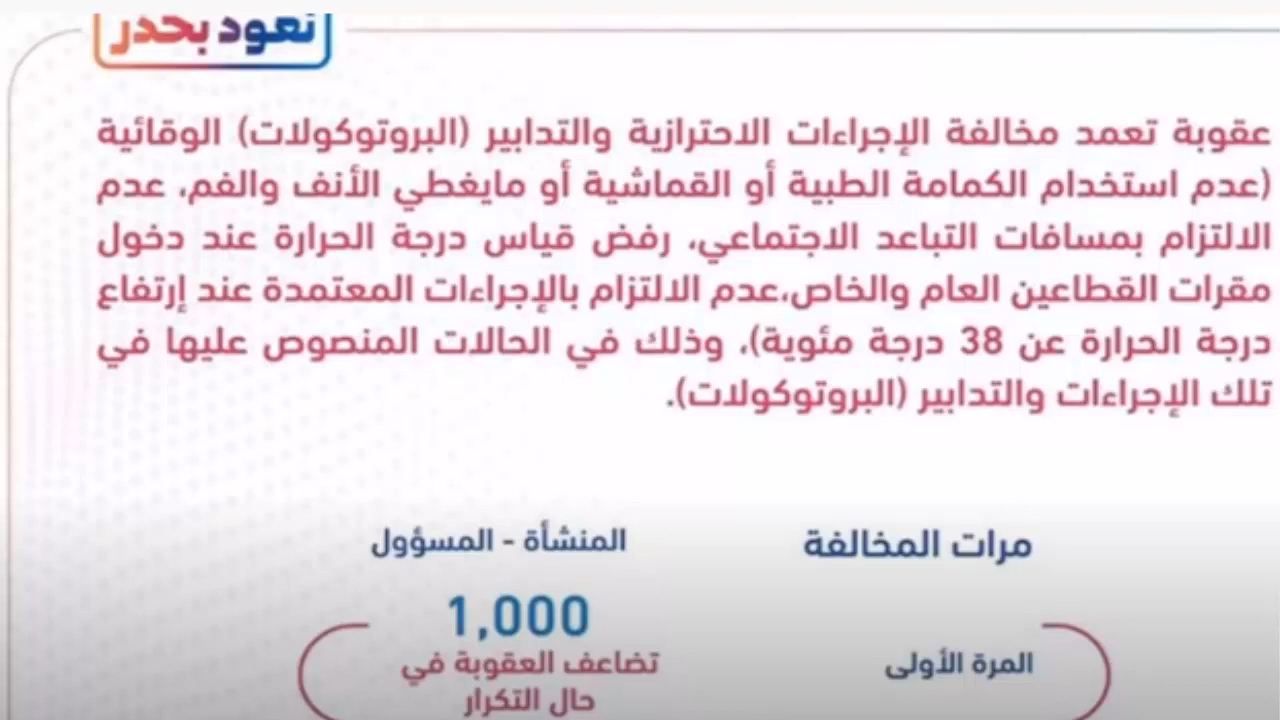 نعود بحذر
عقوبة تعمد مخالفة الإجراءات الاحترازية والتدابير (البروتوكولات) الوقائية
(عدم استخدام الكمامة الطبية أو القماشية أو مايغطي الأنف والفم، عدم
الالتزام بمسافات التباعد الاجتماعي، رفض قياس درجة الحرارة عند دخول
مقرات القطاعين العام والخاص،عدم الالتزام بالإجراءات المعتمدة عند إرتفاع
درجة الحرارة عن 38 درجة مئوية)، وذلك في الحالات المنصوص عليها في
تلك الإجراءات والتدابير (البروتوكولات).
مرات المخالفة
المنشأة - المسؤول
1,000
المرة الأولى
تضاعف العقوبة في
حال التكرار